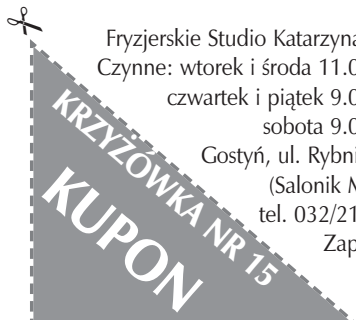 Fryzjerskie Studio Katarzyna
Czynne: wtorek i środa 11.0
czwartek i piątek 9.0
sobota 9.0
Gostyń, ul. Rybni
(Salonik M
tel. 032/21
Zap
KRZYŻÓWKA NR 15
KUPON